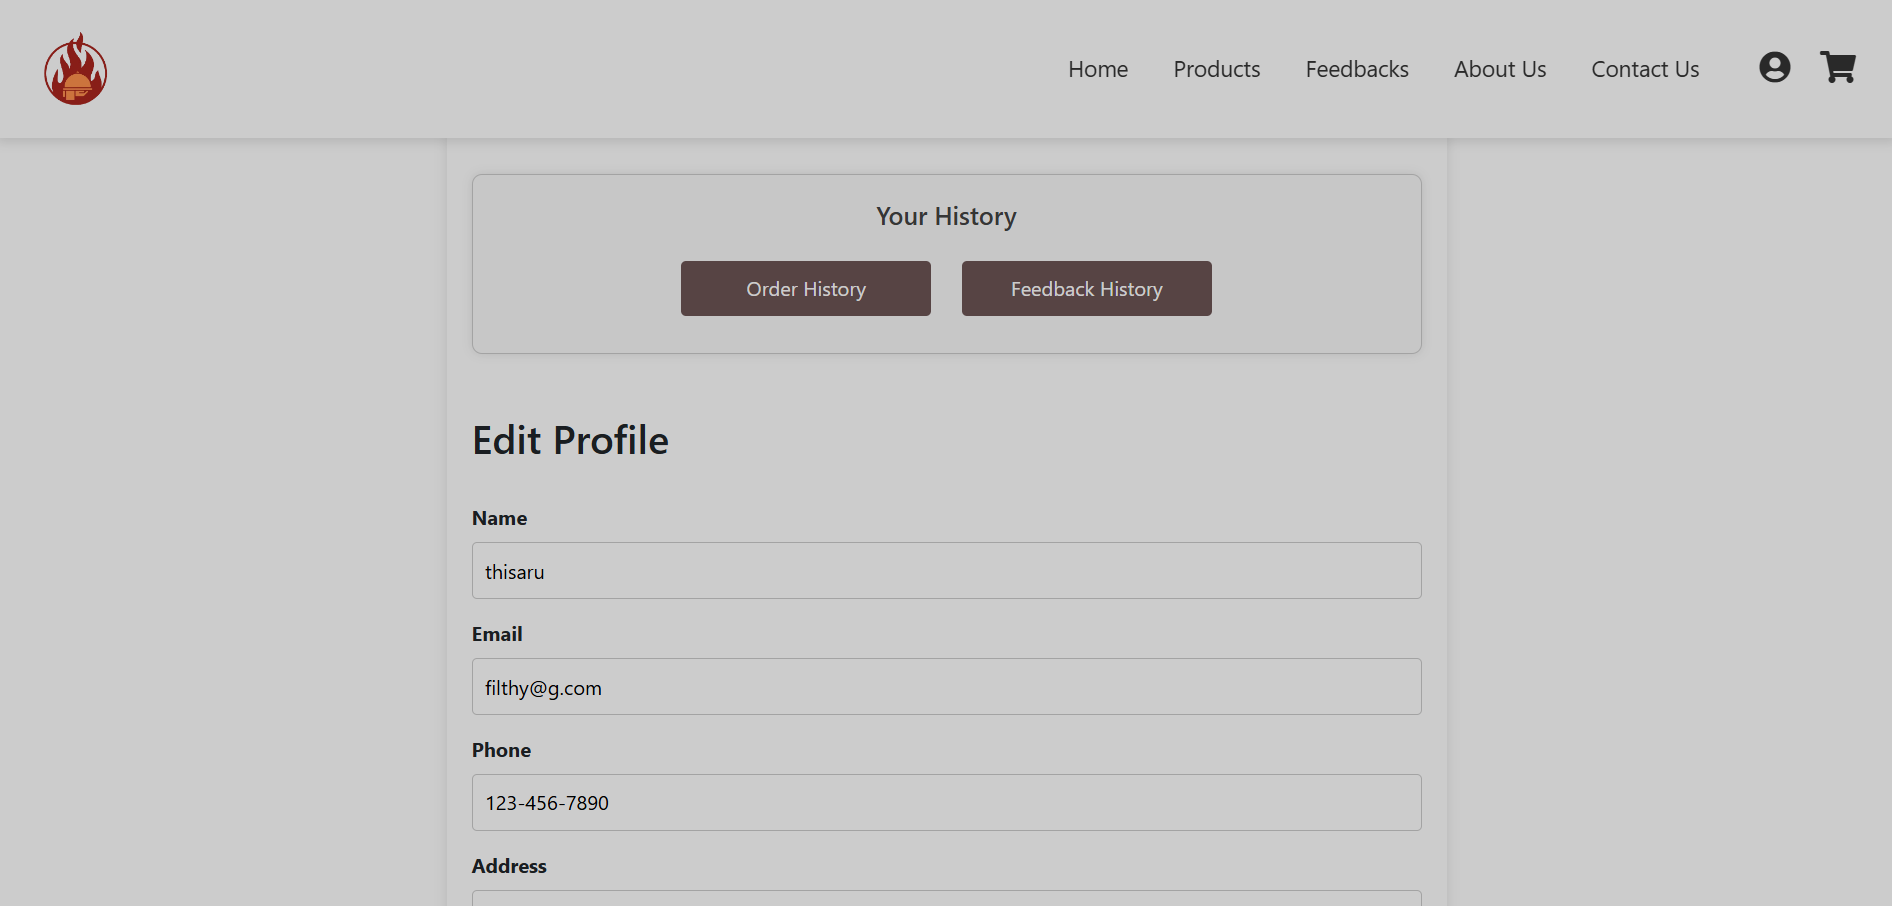 Home Products Feedbacks About Us Contact Us
Your History
Order History Feedback History
Edit Profile
Name
thisaru
Email
filthy@g.com
Phone
123-456-7890
Address